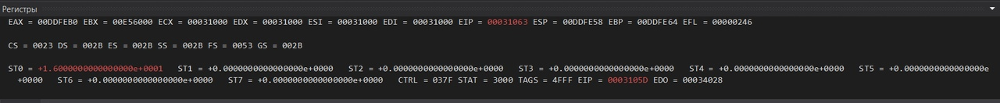 Регистры
EAX = 00DDFEB0 EBX = 00E56000 ECX = 00031000 EDX = 00031000 ESI = 00031000 EDI = 00031000 EIP = 00031063 ESP = 00DDFE58 EBP = 00DDFE64 EFL = 00000246
CS = 0023 DS = 002B ES = 002B SS = 002B FS = 0053 GS = 002B
ST0 = +1.6000000000000000e+0001 ST1 = +0.0000000000000000e+0000 ST2 = +0.0000000000000000e+0000 ST3 = +0.0000000000000000e+0000 ST4 = +0.0000000000000000e+0000 ST5 = +0.0000000000000000e
+0000 ST6 = +0.0000000000000000e+0000 ST7 = +0.0000000000000000e+0000 CTRL = 037F STAT = 3000 TAGS = 4FFF EIP = 0003105D EDO = 00034028